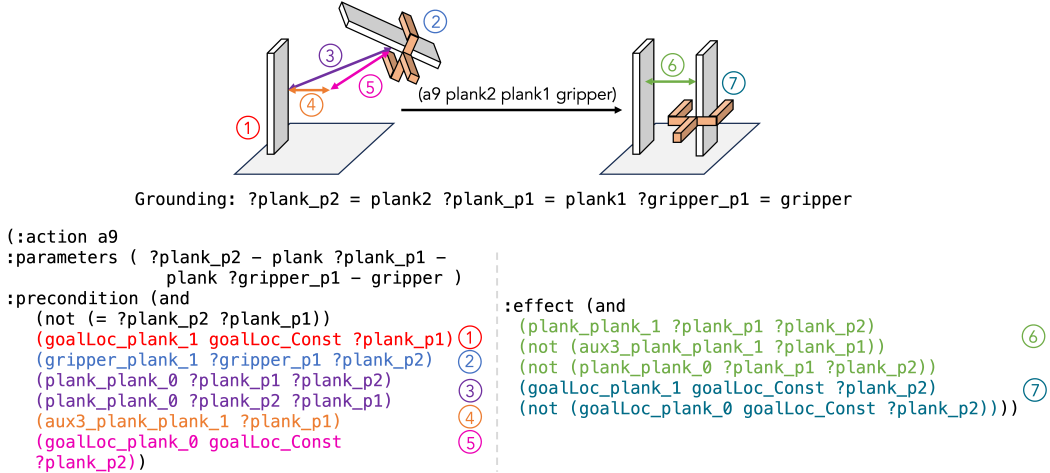 ②
③
⑤
④
①
(a9 plank2 plank1 gripper)
⑥
⑦
Grounding: ?plank_p2 = plank2 ?plank_p1 = plank1 ?gripper_p1 = gripper
(:action a9
:parameters ( ?plank_p2 – plank ?plank_p1 –
plank ?gripper_p1 – gripper )
:precondition (and
(not (= ?plank_p2 ?plank_p1))
(goalLoc_plank_1 goalLoc_Const ?plank_p1) ①
(gripper_plank_1 ?gripper_p1 ?plank_p2) ②
(plank_plank_0 ?plank_p1 ?plank_p2)
(plank_plank_0 ?plank_p2 ?plank_p1) ③
(aux3_plank_plank_1 ?plank_p1) ④
(goalLoc_plank_0 goalLoc_Const ⑤
?plank_p2))
:effect (and
(plank_plank_1 ?plank_p1 ?plank_p2) ⑥
(not (aux3_plank_plank_1 ?plank_p1))
(not (plank_plank_0 ?plank_p1 ?plank_p2))
(goalLoc_plank_1 goalLoc_Const ?plank_p2) ⑦
(not (goalLoc_plank_0 goalLoc_Const ?plank_p2))))